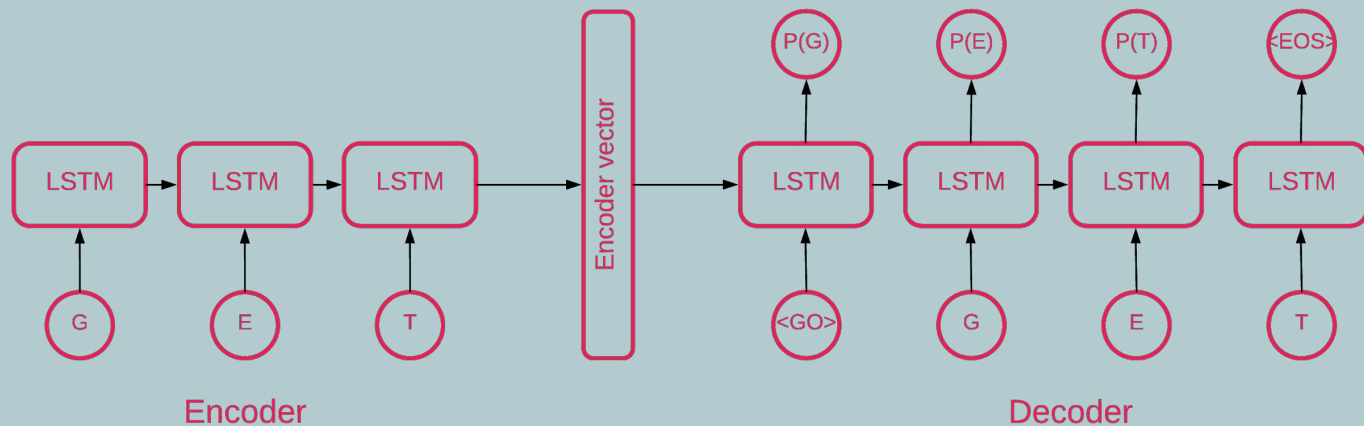 P(G) P(E) P(T) <EOS>
LSTM LSTM LSTM Encoder vector LSTM LSTM LSTM LSTM
G E T <GO> G E T
Encoder Decoder